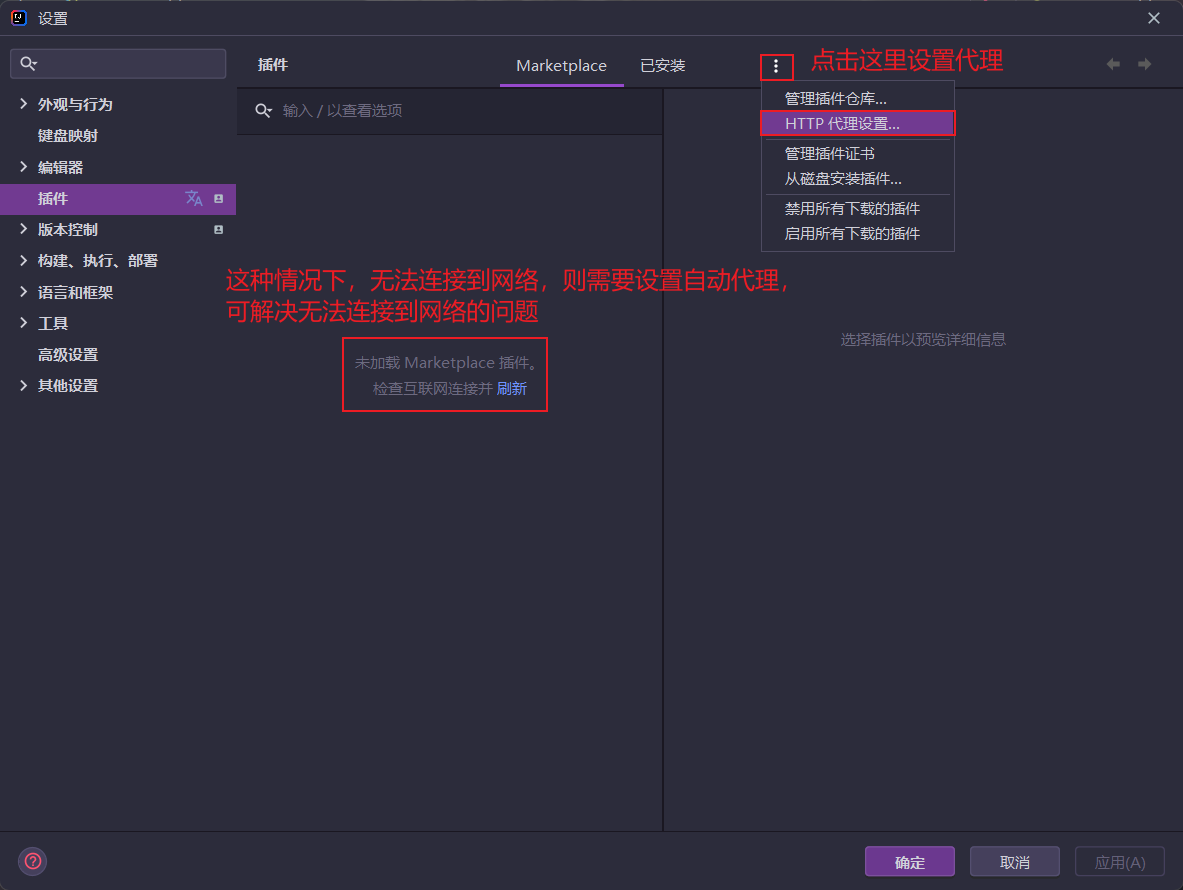 设置
插件
Marketplace
已安装
点击这里设置代理
输入 / 以查看选项
管理插件仓库...
HTTP 代理设置...
管理插件证书
从磁盘安装插件...
禁用所有下载的插件
启用所有下载的插件
外观与行为
键盘映射
编辑器
插件
版本控制
构建、执行、部署
语言和框架
工具
高级设置
其他设置
这种情况下，无法连接到网络，则需要设置自动代理，
可解决无法连接到网络的问题
未加载 Marketplace 插件。
检查互联网连接并 刷新
选择插件以预览详细信息
确定
取消
应用(A)